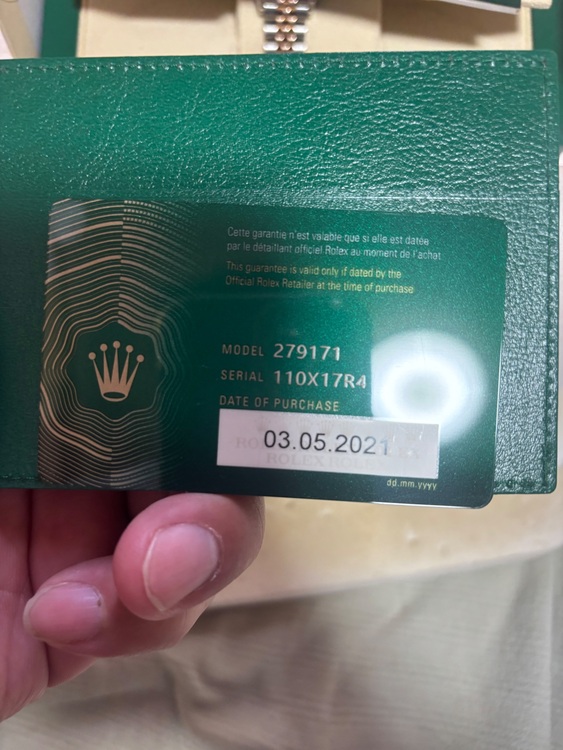 Cette garantie n'est valable que si elle est datée
par le détaillant officiel Rolex au moment de l'achat
This guarantee is valid only if dated by the
Official Rolex Retailer at the time of purchase
MODEL 279171
SERIAL 110X17R4
DATE OF PURCHASE
03.05.2021
ROLEX
dd.mm.yyyy